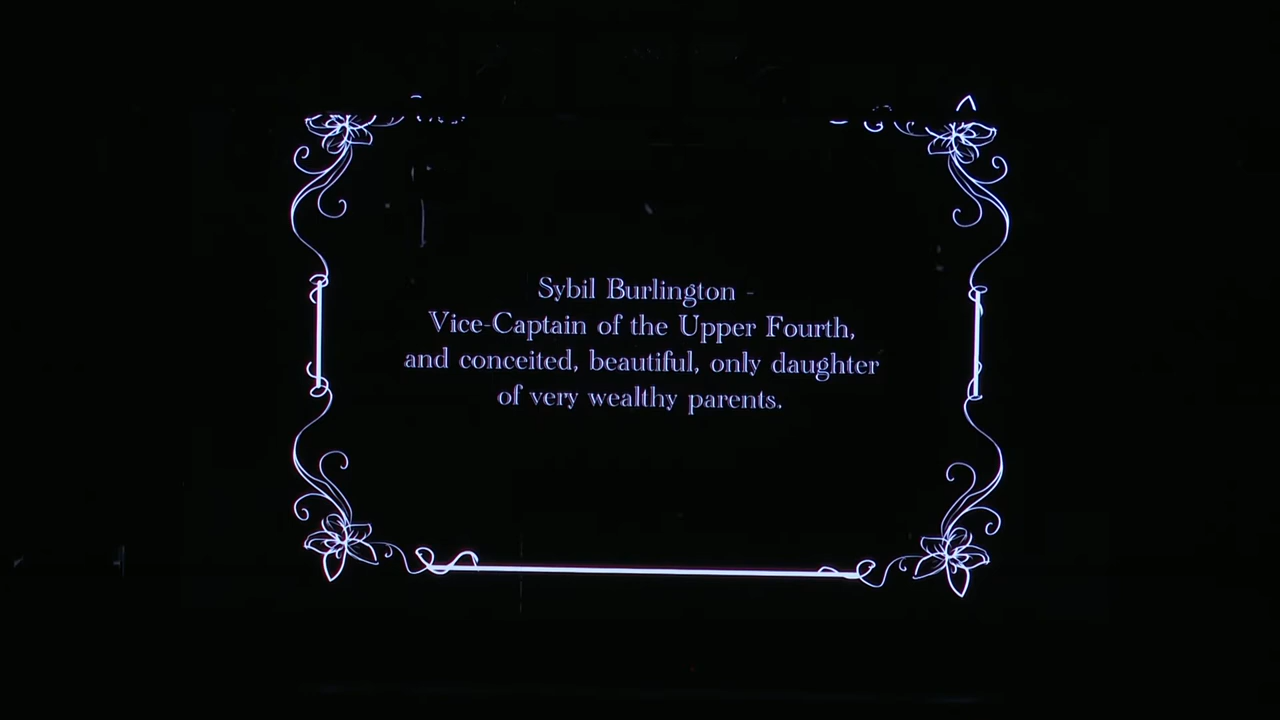 Sybil Burlington -
Vice-Captain of the Upper Fourth,
and conceited, beautiful, only daughter
of very wealthy parents.